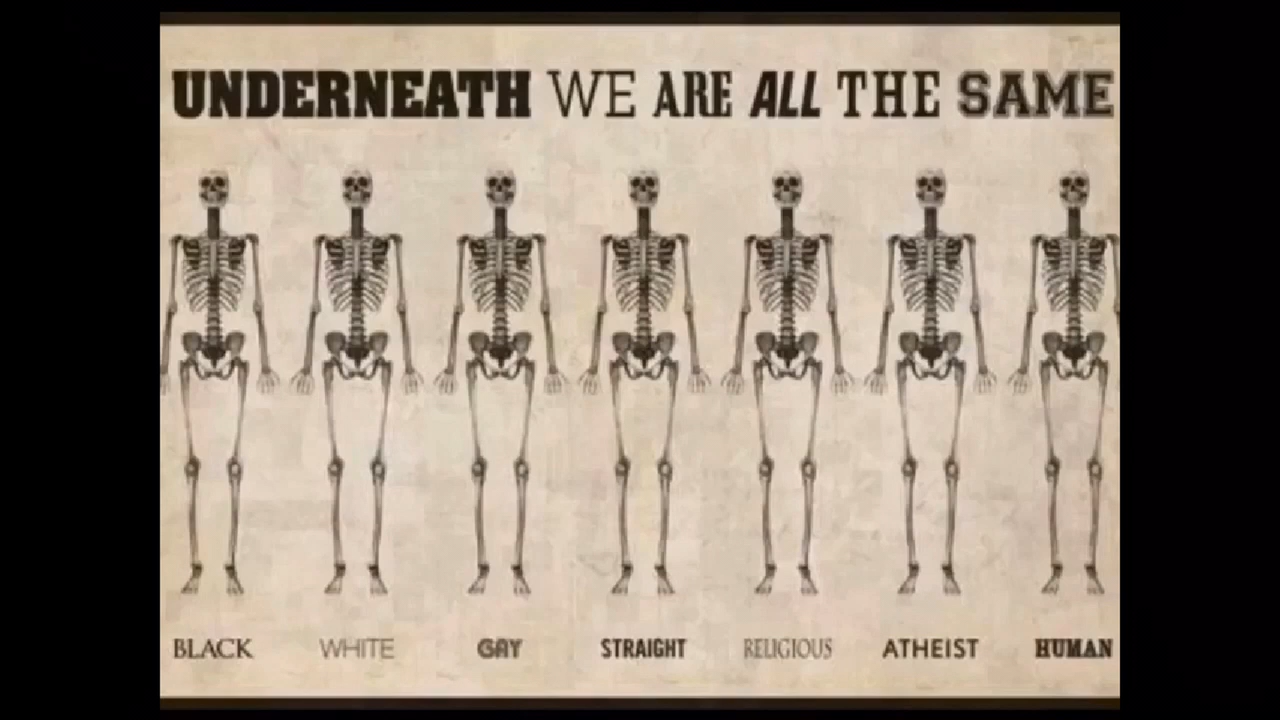 UNDERNEATH WE ARE ALL THE SAME
BLACK WHITE GAY STRAIGHT RELIGIOUS ATHEIST HUMAN